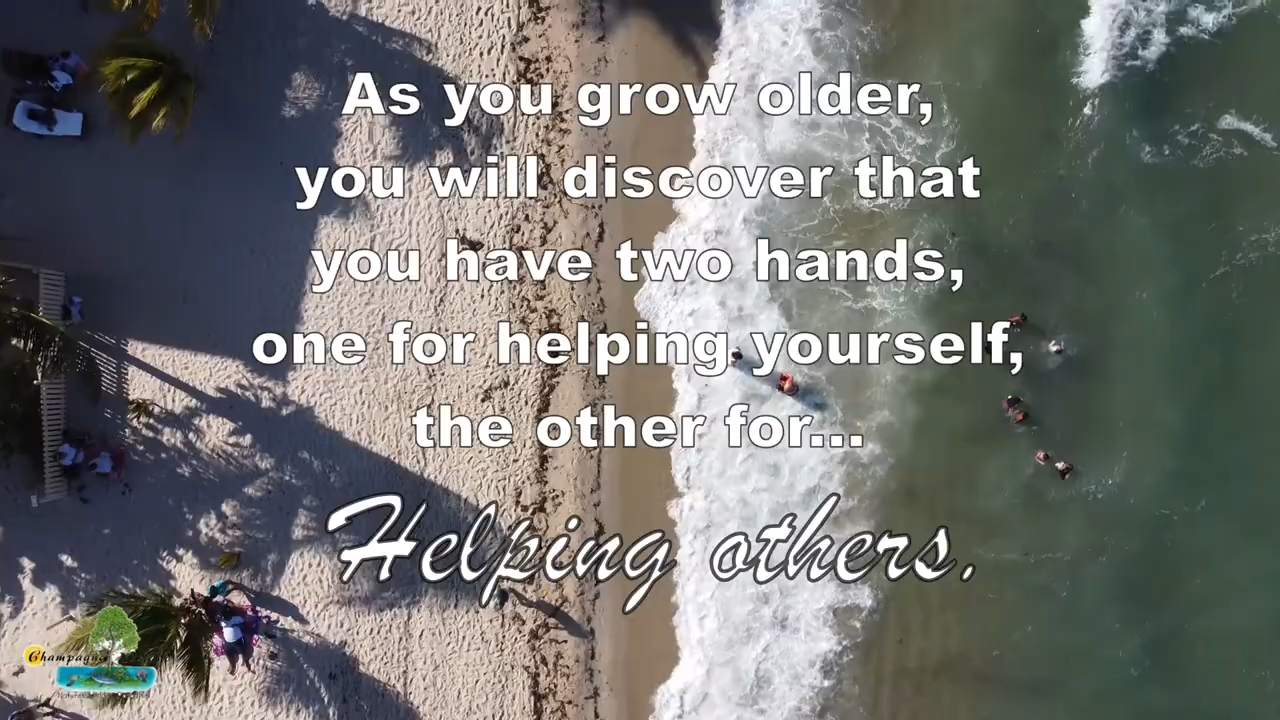 As you grow older,
you will discover that
you have two hands,
one for helping yourself,
the other for...
Helping others.
Champagne